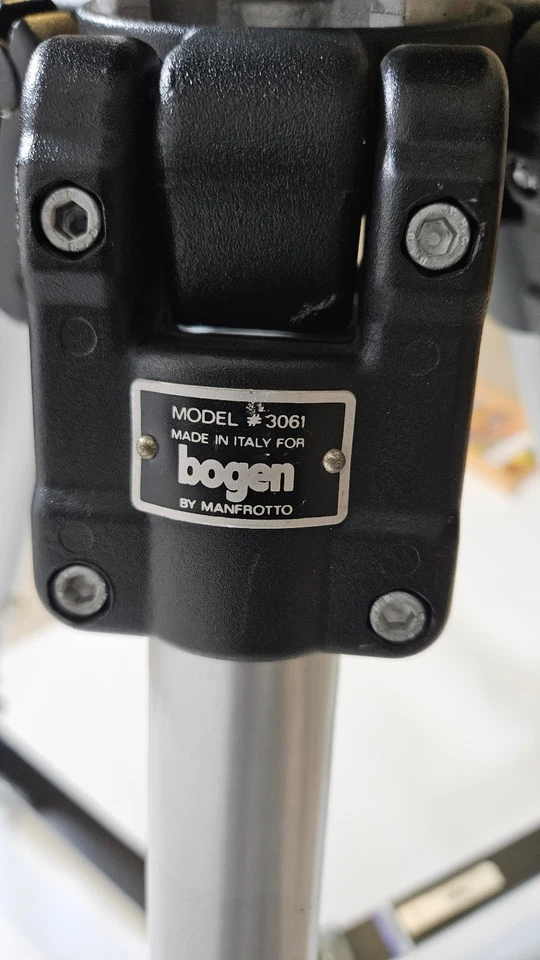 MODEL # 3061
MADE IN ITALY FOR
bogen
BY MANFROTTO